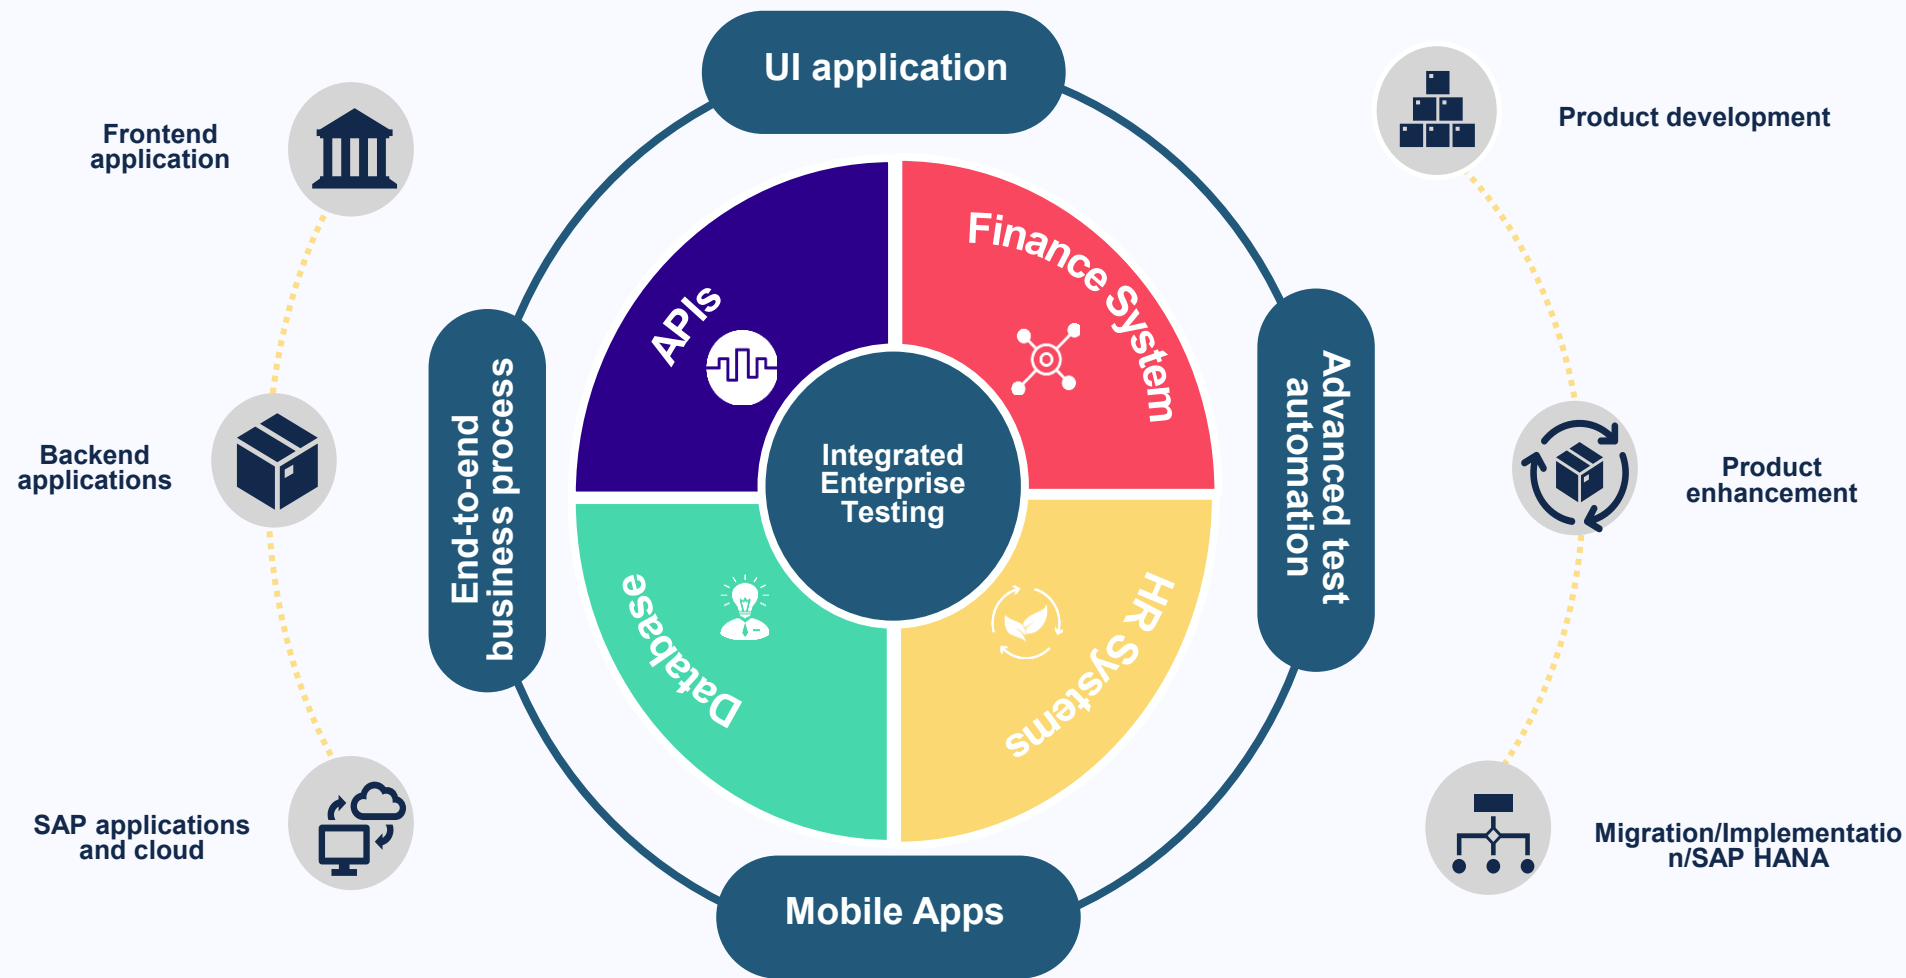 UI application
Frontend
application
Product development
Finance System
APIs
End-to-end
business process
Advanced test
automation
Integrated
Enterprise
Testing
Backend
applications
Product
enhancement
Database
HR Systems
SAP applications
and cloud
Migration/Implementatio
n/SAP HANA
Mobile Apps